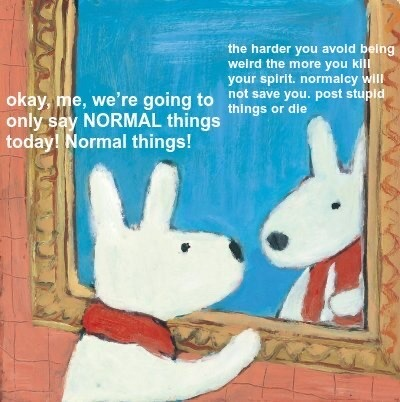 okay, me, we're going to
only say NORMAL things
today! Normal things!
the harder you avoid being
weird the more you kill
your spirit. normalcy will
not save you. post stupid
things or die